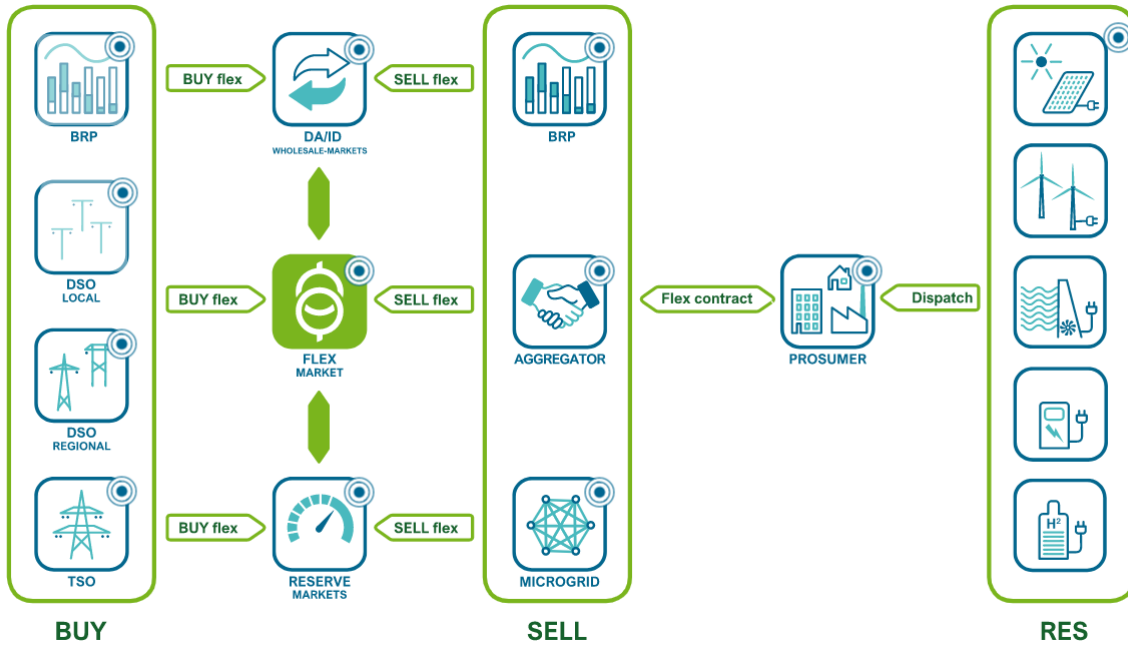 BRP
BUY flex
DA/ID
WHOLESALE-MARKETS
SELL flex
BRP
DSO
LOCAL
BUY flex
FLEX
MARKET
SELL flex
AGGREGATOR
Flex contract
PROSUMER
Dispatch
DSO
REGIONAL
TSO
BUY flex
RESERVE
MARKETS
SELL flex
MICROGRID
H²
BUY
SELL
RES